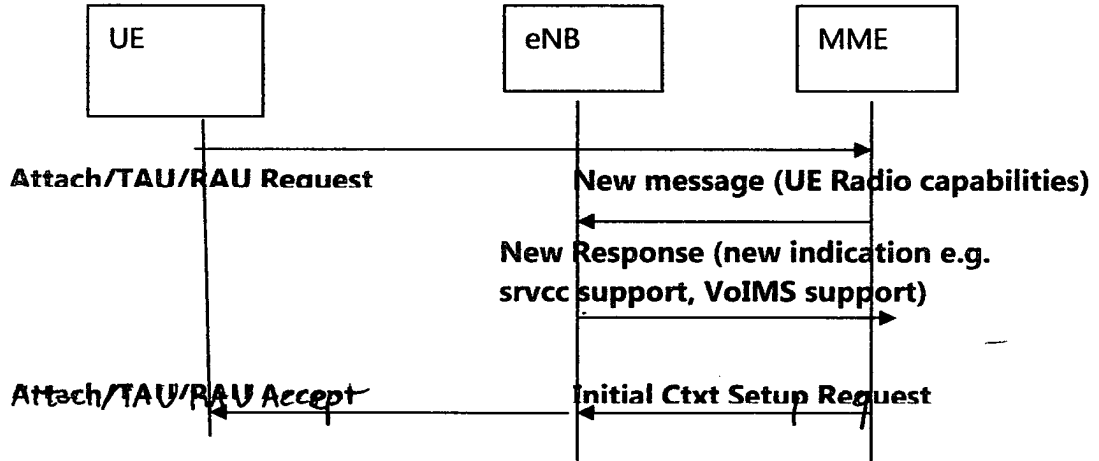 UE
eNB
MME
Attach/TAU/RAU Request
New message (UE Radio capabilities)
New Response (new indication e.g.
srvcc support, VoIMS support)
Attach/TAU/RAU Accept
Initial Ctxt Setup Request